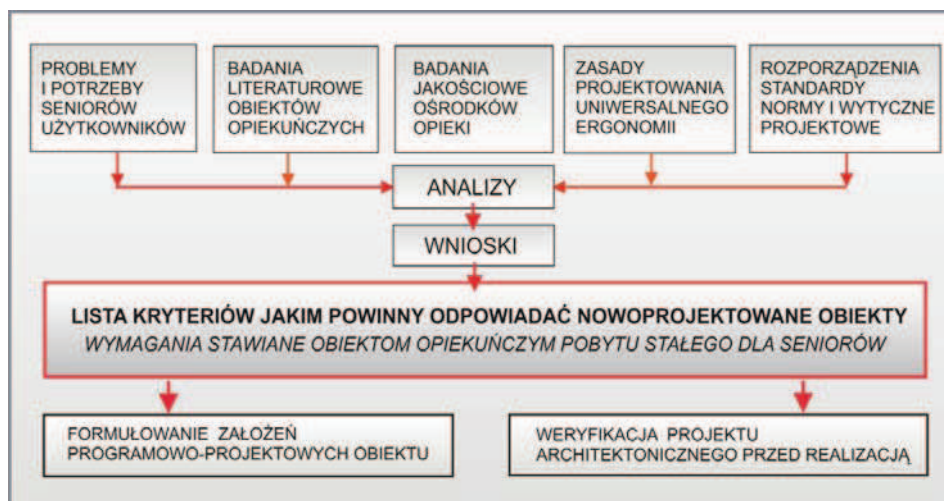 PROBLEMY
I POTRZEBY
SENIORÓW
UŻYTKOWNIKÓW
BADANIA
LITERATUROWE
OBIEKTÓW
OPIEKUŃCZYCH
BADANIA
JAKOŚCIOWE
OŚRODKÓW
OPIEKI
ZASADY
PROJEKTOWANIA
UNIWERSALNEGO
ERGONOMII
ROZPORZĄDZENIA
STANDARDY
NORMY I WYTYCZNE
PROJEKTOWE
ANALIZY
WNIOSKI
LISTA KRYTERIÓW JAKIM POWINNY ODPOWIADAĆ NOWOPROJEKTOWANE OBIEKTY
WYMAGANIA STAWIANE OBIEKTOM OPIEKUŃCZYM POBYTU STAŁEGO DLA SENIORÓW
FORMUŁOWANIE ZAŁOŻEŃ
PROGRAMOWO-PROJEKTOWYCH OBIEKTU
WERYFIKACJA PROJEKTU
ARCHITEKTONICZNEGO PRZED REALIZACJĄ